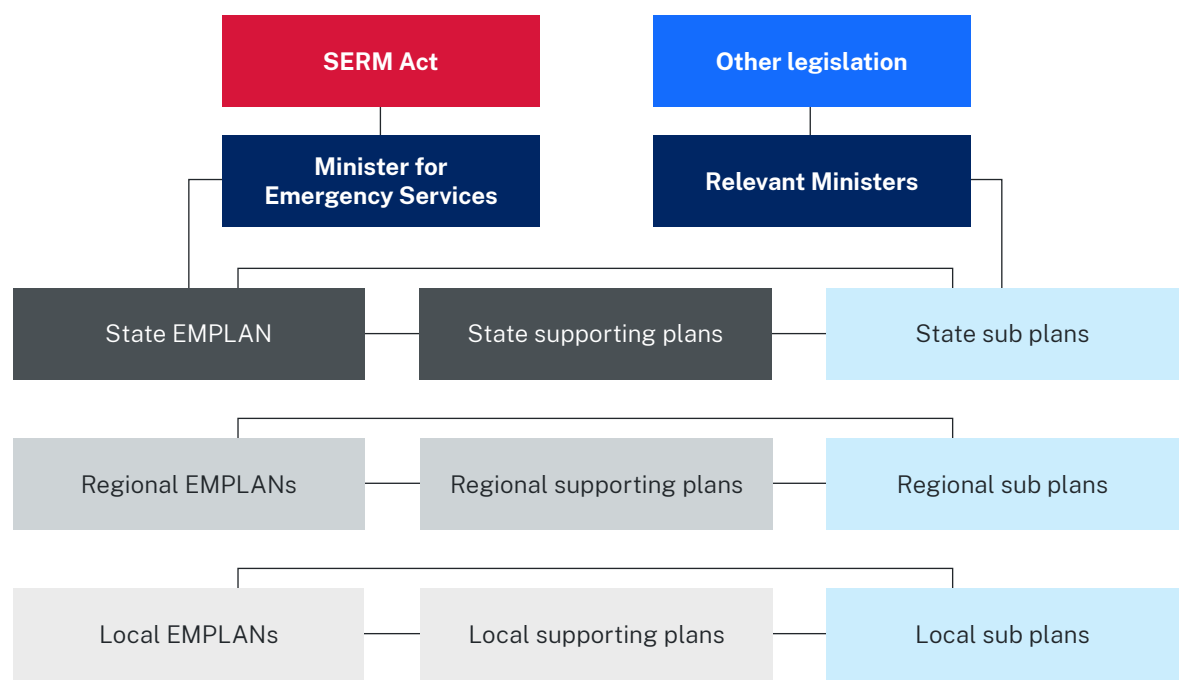 SERM Act
Other legislation
Minister for
Emergency Services
Relevant Ministers
State EMPLAN
State supporting plans
State sub plans
Regional EMPLANs
Regional supporting plans
Regional sub plans
Local EMPLANs
Local supporting plans
Local sub plans